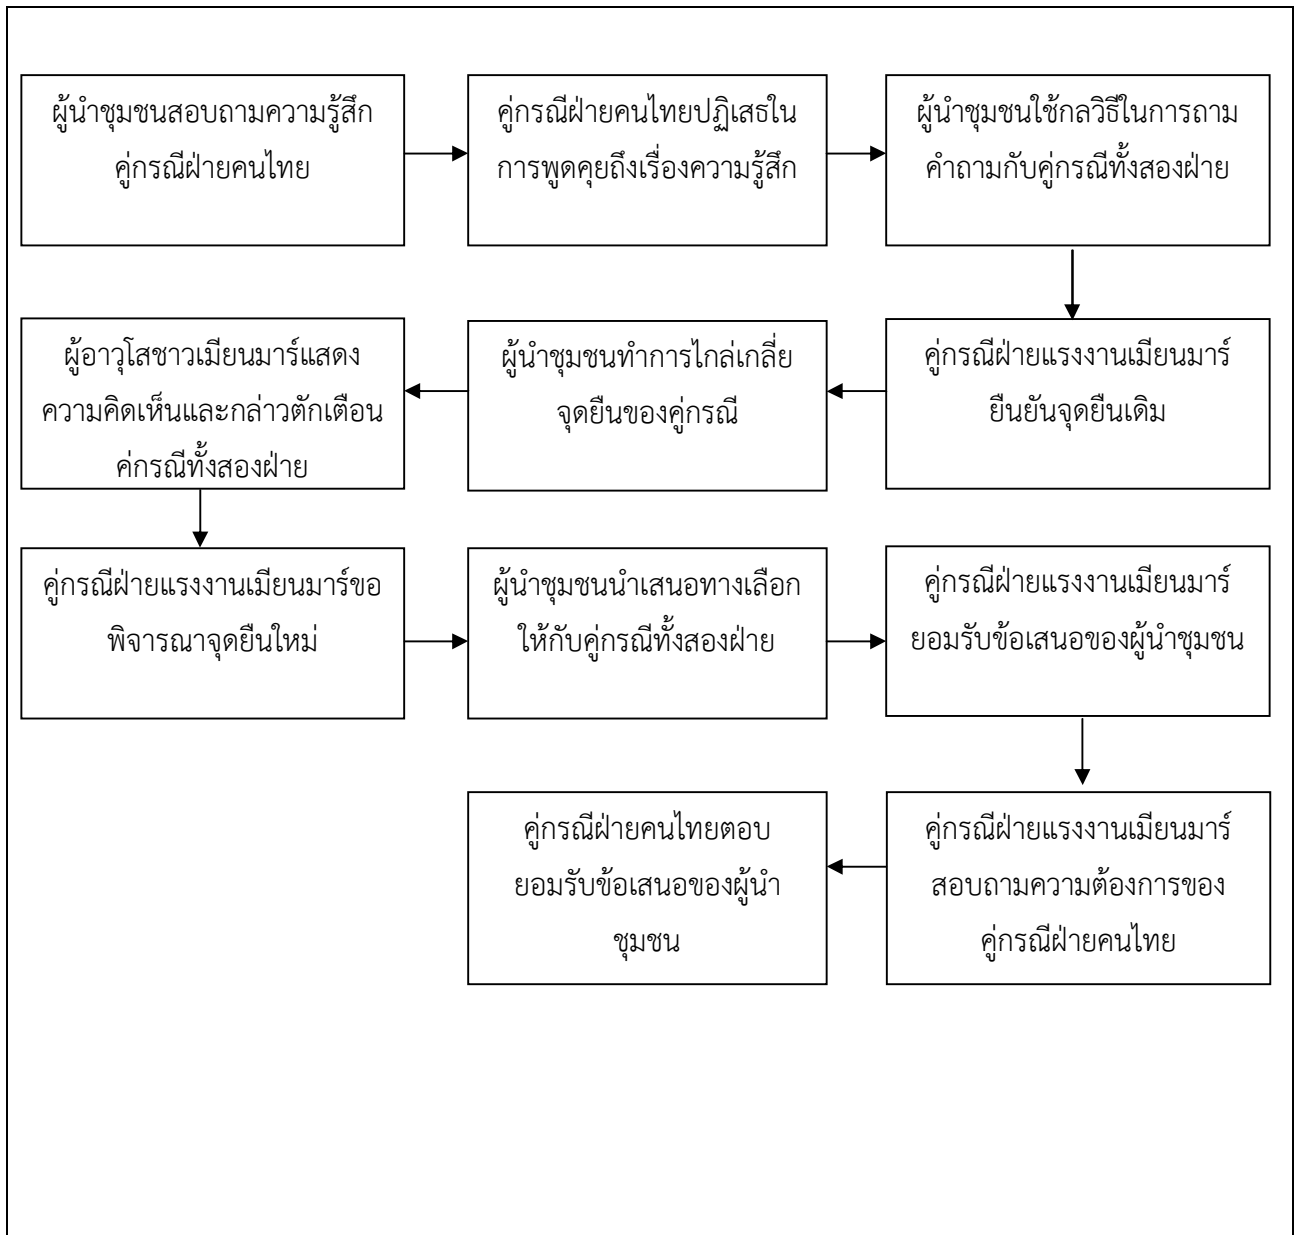 ผู้นำชุมชนสอบถามความรู้สึก
คู่กรณีฝ่ายคนไทย
คู่กรณีฝ่ายคนไทยปฏิเสธใน
การพูดคุยถึงเรื่องความรู้สึก
ผู้นำชุมชนใช้กลวิธีในการถาม
คำถามกับคู่กรณีทั้งสองฝ่าย
คู่กรณีฝ่ายแรงงานเมียนมาร์
ยืนยันจุดยืนเดิม
ผู้นำชุมชนทำการไกล่เกลี่ย
จุดยืนของคู่กรณี
ผู้อาวุโสชาวเมียนมาร์แสดง
ความคิดเห็นและกล่าวตักเตือน
คู่กรณีทั้งสองฝ่าย
คู่กรณีฝ่ายแรงงานเมียนมาร์ขอ
พิจารณาจุดยืนใหม่
ผู้นำชุมชนนำเสนอทางเลือก
ให้กับคู่กรณีทั้งสองฝ่าย
คู่กรณีฝ่ายแรงงานเมียนมาร์
ยอมรับข้อเสนอของผู้นำชุมชน
คู่กรณีฝ่ายแรงงานเมียนมาร์
สอบถามความต้องการของ
คู่กรณีฝ่ายคนไทย
คู่กรณีฝ่ายคนไทยตอบ
ยอมรับข้อเสนอของผู้นำ
ชุมชน